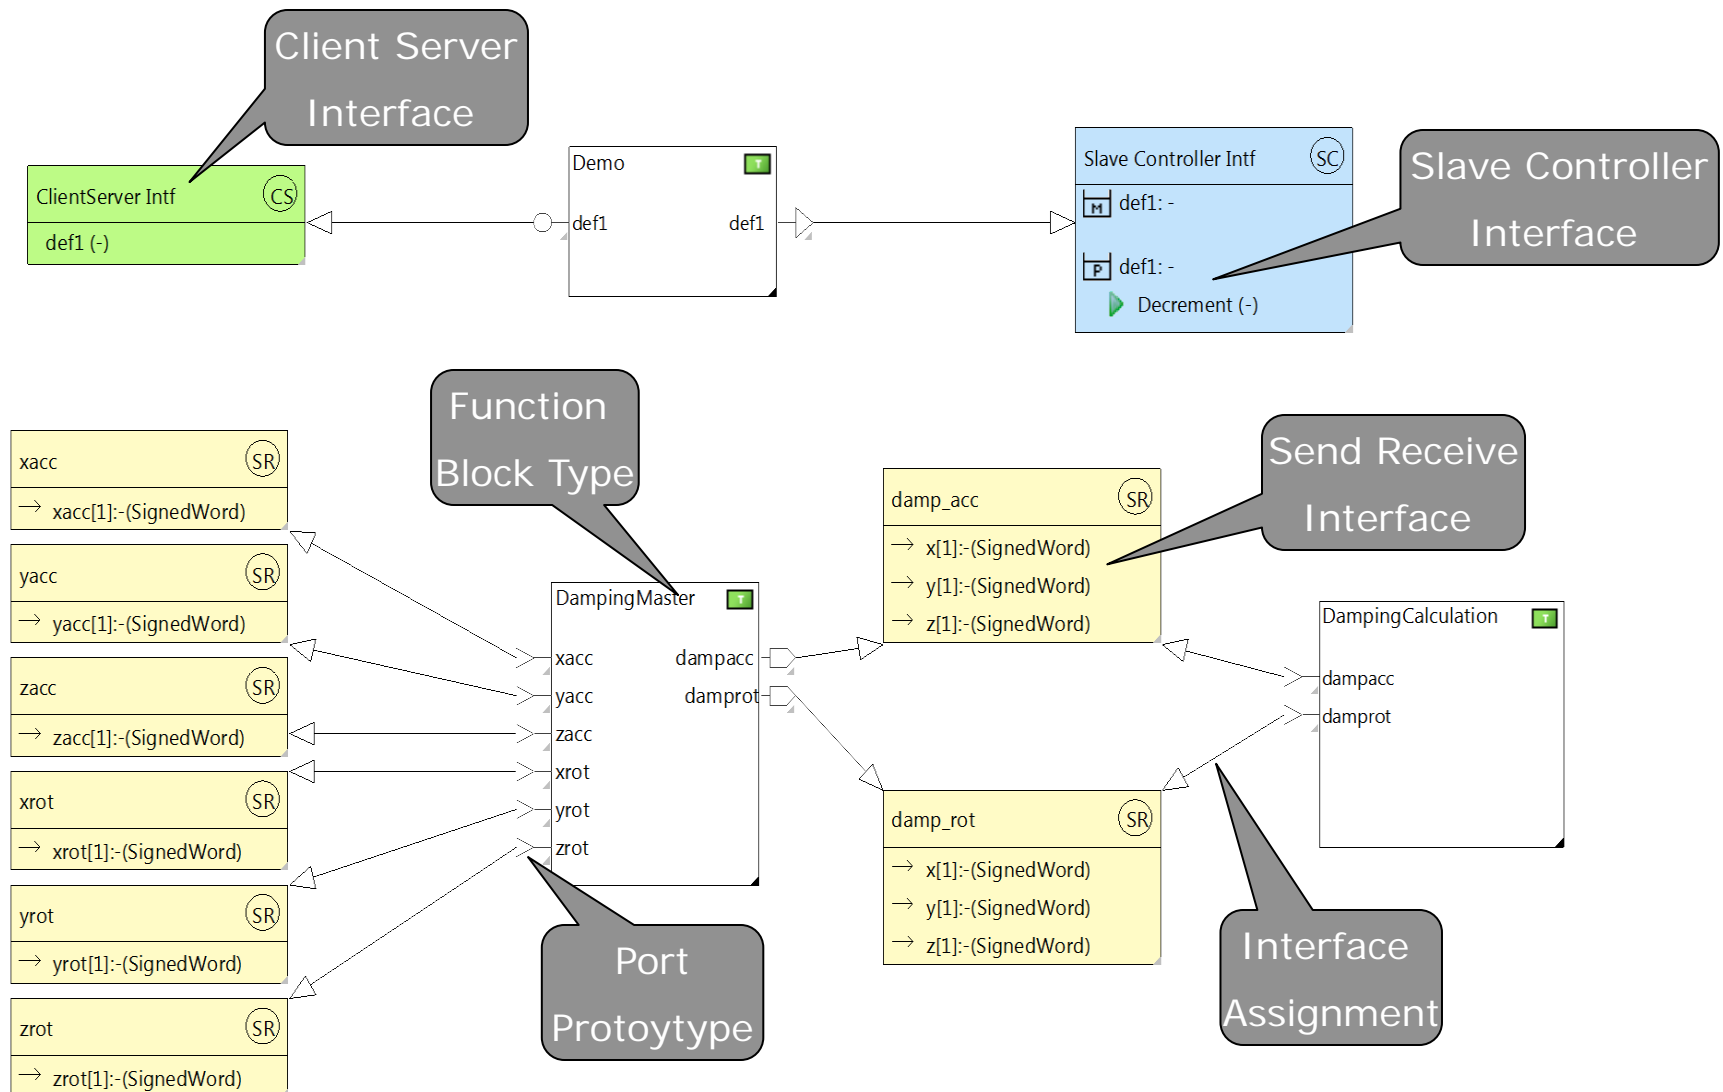 Client Server
Interface
ClientServer Intf
CS
def1 (-)
Demo
T
def1
def1
Slave Controller Intf
SC
M
def1: -
P
def1: -
Decrement (-)
Slave Controller
Interface
Function
Block Type
xacc
SR
xacc[1]:-(SignedWord)
yacc
SR
yacc[1]:-(SignedWord)
zacc
SR
zacc[1]:-(SignedWord)
xrot
SR
xrot[1]:-(SignedWord)
yrot
SR
yrot[1]:-(SignedWord)
zrot
SR
zrot[1]:-(SignedWord)
DampingMaster
T
xacc
yacc
zacc
xrot
yrot
zrot
dampacc
damprot
Port
Protoytype
damp_acc
SR
x[1]:-(SignedWord)
y[1]:-(SignedWord)
z[1]:-(SignedWord)
Send Receive
Interface
damp_rot
SR
x[1]:-(SignedWord)
y[1]:-(SignedWord)
z[1]:-(SignedWord)
DampingCalculation
T
dampacc
damprot
Interface
Assignment